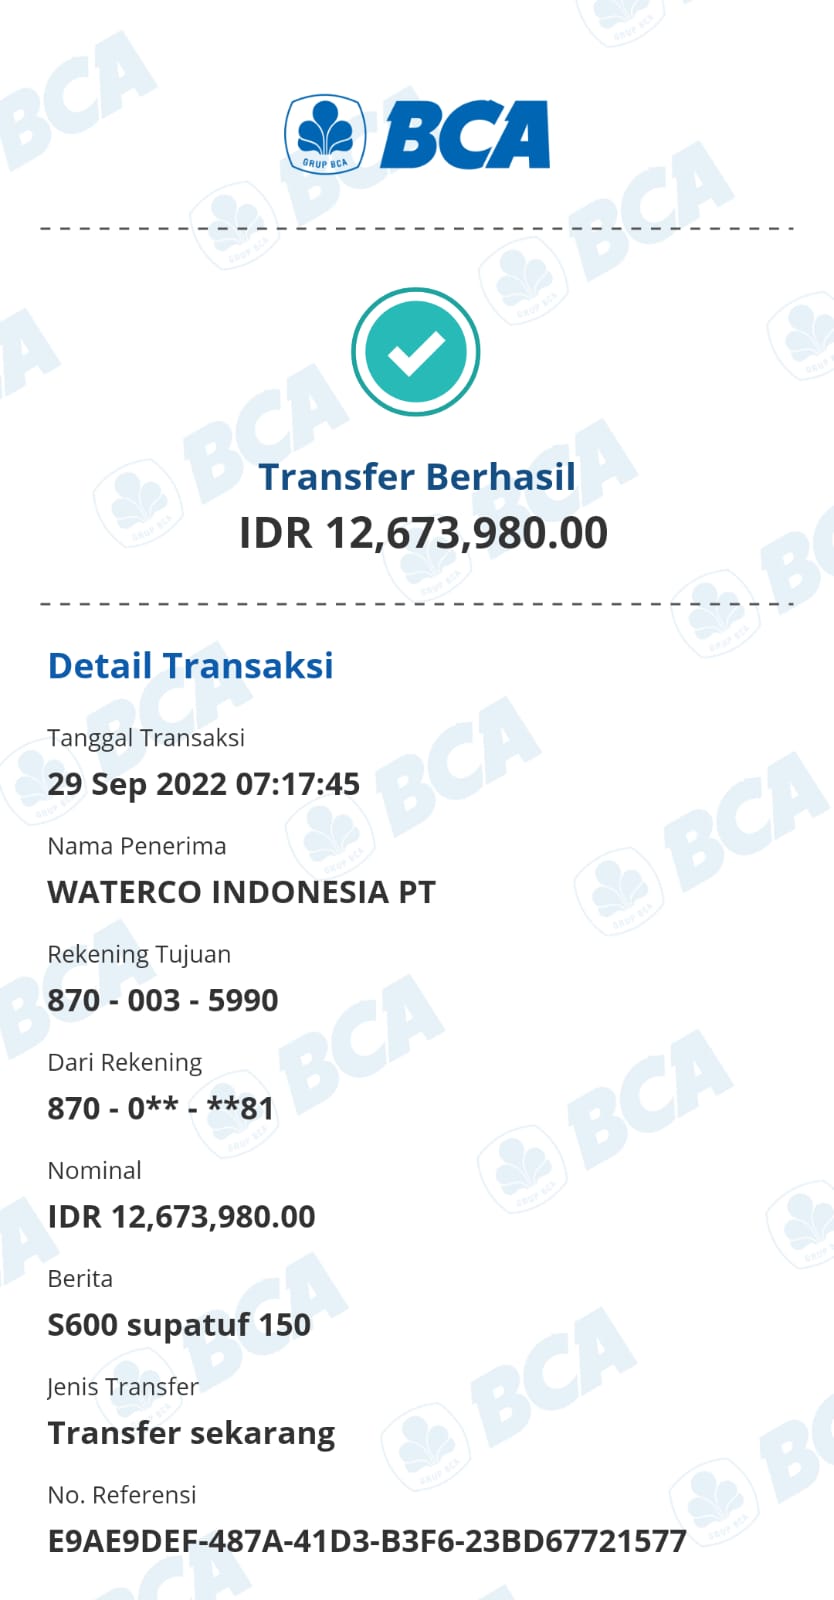 GRUP BCA
BCA
Transfer Berhasil
IDR 12,673,980.00
Detail Transaksi
Tanggal Transaksi
29 Sep 2022 07:17:45
Nama Penerima
WATERCO INDONESIA PT
Rekening Tujuan
870 - 003 - 5990
Dari Rekening
870 - 0** - **81
Nominal
IDR 12,673,980.00
Berita
S600 supatuf 150
Jenis Transfer
Transfer sekarang
No. Referensi
E9AE9DEF-487A-41D3-B3F6-23BD67721577